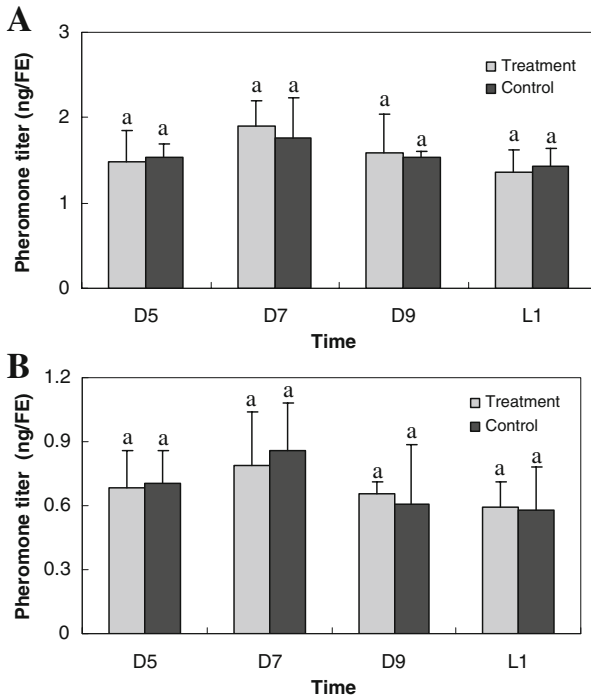 A
3
2
1
0
Pheromone titer (ng/FE)
Treatment
Control
a a a a a a a a
D5 D7 D9 L1
Time
B
1.2
0.9
0.6
0.3
0
Pheromone titer (ng/FE)
Treatment
Control
a a a a a a a a
D5 D7 D9 L1
Time